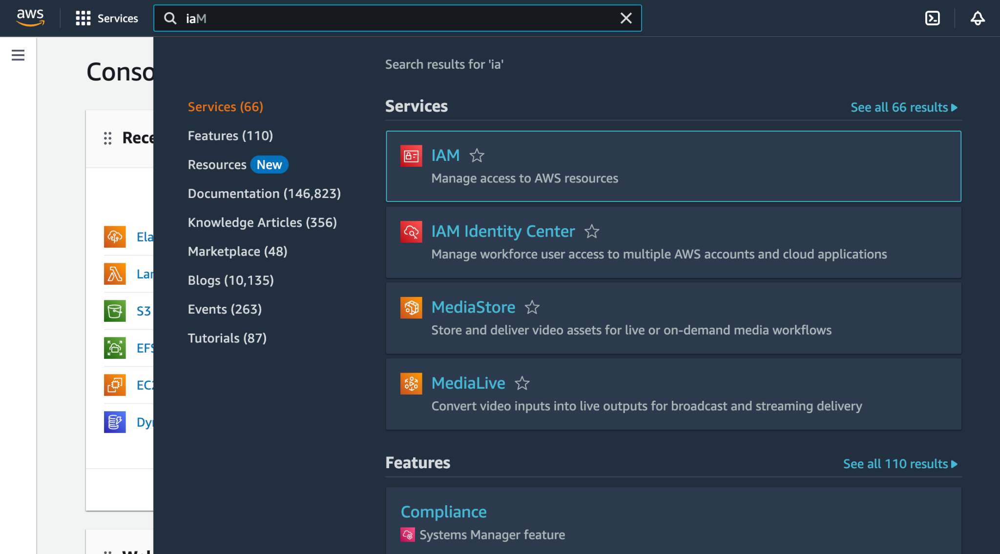 aws
Services
iaM
Conso
Search results for 'ia'
Services (66)
Features (110)
Resources New
Documentation (146,823)
Knowledge Articles (356)
Marketplace (48)
Blogs (10,135)
Events (263)
Tutorials (87)
Services
See all 66 results
IAM
Manage access to AWS resources
IAM Identity Center
Manage workforce user access to multiple AWS accounts and cloud applications
MediaStore
Store and deliver video assets for live or on-demand media workflows
MediaLive
Convert video inputs into live outputs for broadcast and streaming delivery
Features
See all 110 results
Compliance
Systems Manager feature
Rece
Ela
Lam
S3
EFS
EC2
Dyn